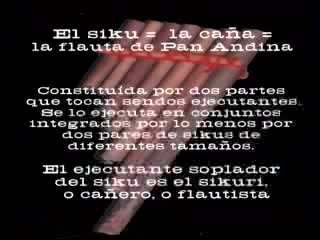 El siku = la caña =
la flauta de Pan Andina
Constituída por dos partes
que tocan sendos ejecutantes.
Se lo ejecuta en conjuntos
integrados por lo menos por
dos pares de sikus de
diferentes tamaños.
El ejecutante soplador
del siku es el sikuri,
o cañero, o flautista